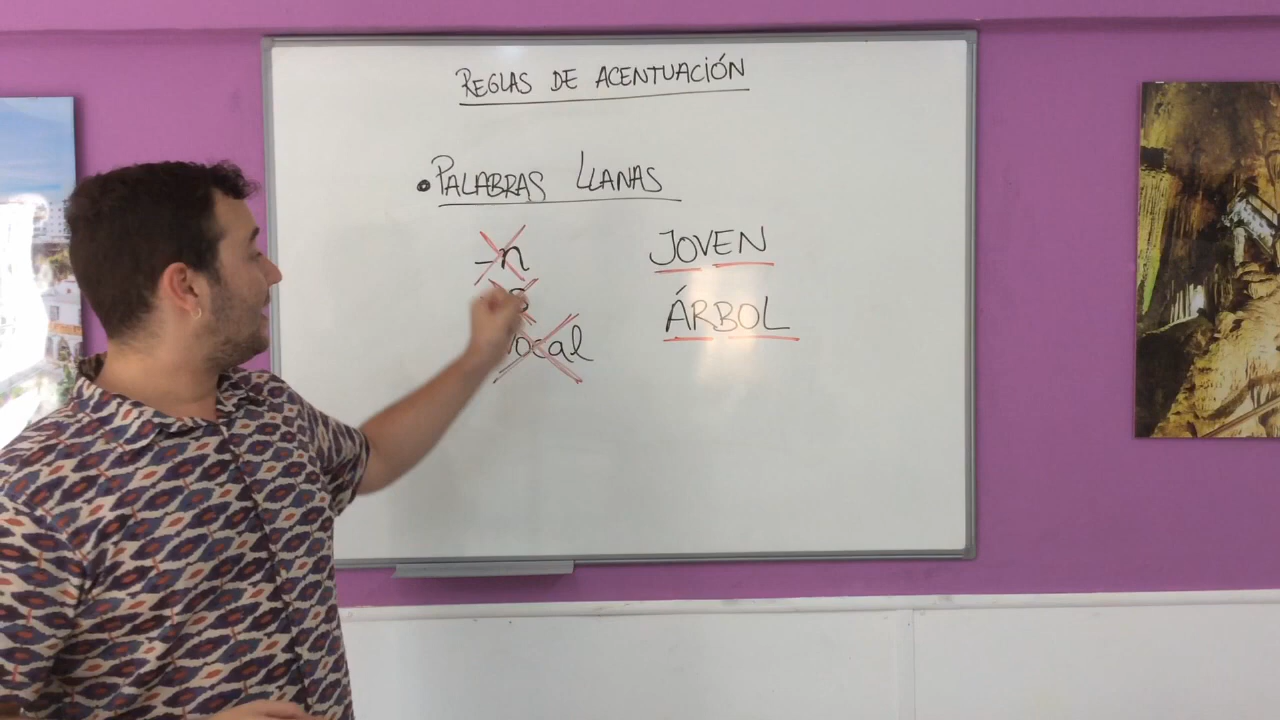 REGLAS DE ACENTUACIÓN
• PALABRAS LLANAS
-n JOVEN
s ÁRBOL
vocal